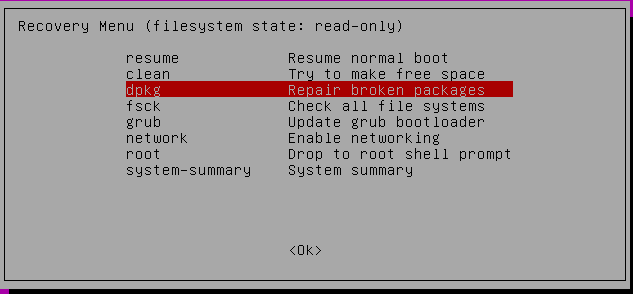 Recovery Menu (filesystem state: read-only)
resume Resume normal boot
clean Try to make free space
dpkg Repair broken packages
fsck Check all file systems
grub Update grub bootloader
network Enable networking
root Drop to root shell prompt
system-summary System summary
<Ok>